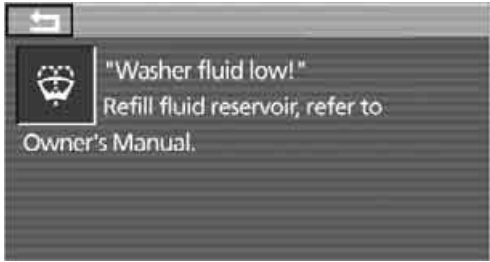 "Washer fluid low!"
Refill fluid reservoir, refer to
Owner's Manual.